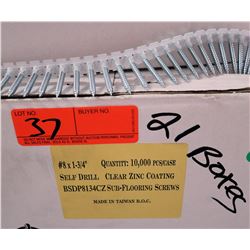 LOT NO.
BUYER NO.
37
21 Boxes
#8 x 1-3/4" QUANTITY: 10,000 PCS/CASE
SELF DRILL CLEAR ZINC COATING
BSDP8134CZ SUB-FLOORING SCREWS
MADE IN TAIWAN R.O.C.